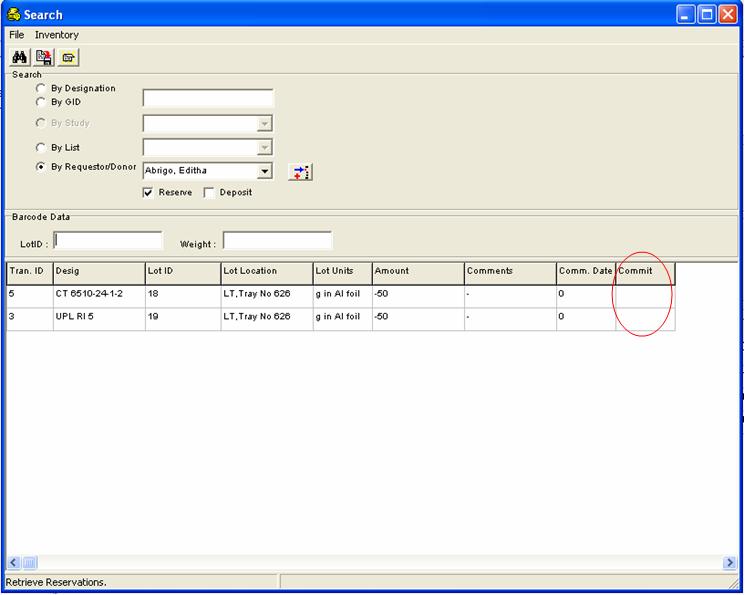 Search
File Inventory
Search
By Designation
By GID
By Study
By List
By Requestor/Donor Abrigo, Editha
Reserve Deposit
Barcode Data
LotID : Weight :
Tran. ID Desig Lot ID Lot Location Lot Units Amount Comments Comm. Date Commit
5 CT 6510-24-1-2 18 LT,Tray No 626 g in Al foil -50 - 0
3 UPL RI 5 19 LT,Tray No 626 g in Al foil -50 - 0
Retrieve Reservations.